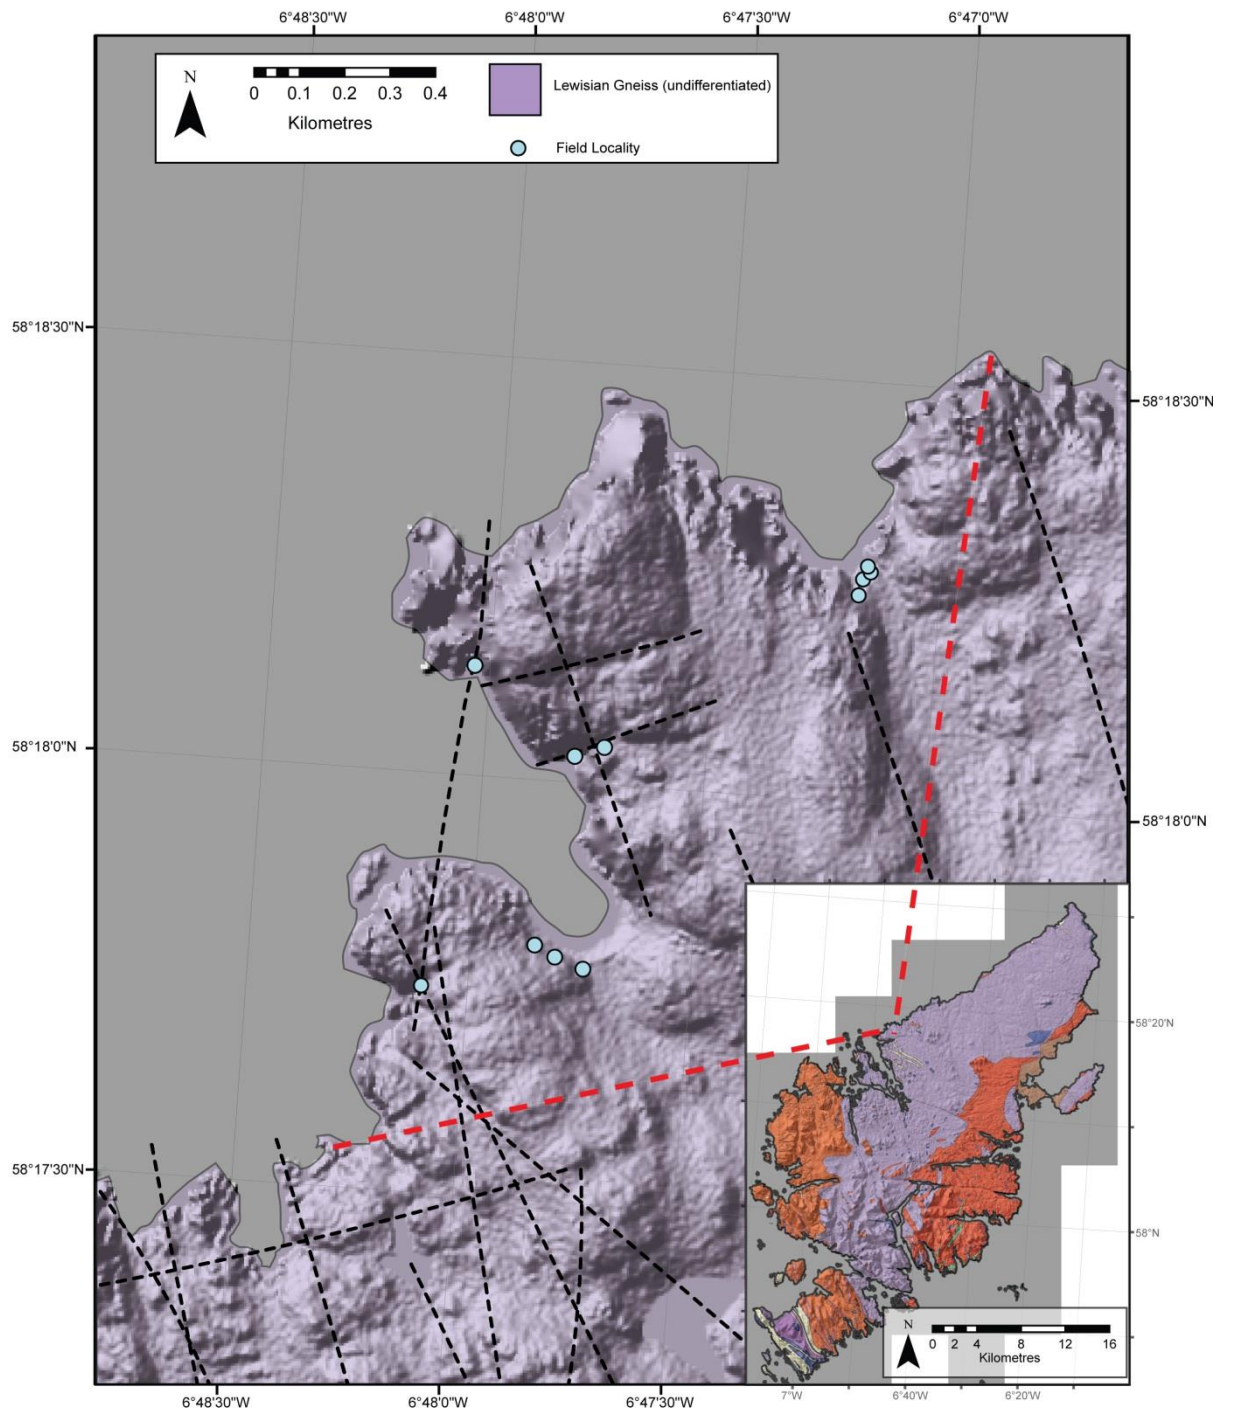 6°48'30"W 6°48'0"W 6°47'30"W 6°47'0"W
N
0 0.1 0.2 0.3 0.4
Kilometres
Lewisian Gneiss (undifferentiated)
Field Locality
58°18'30"N
58°18'30"N
58°18'0"N
58°18'0"N
58°17'30"N
58°20'N
58°N
N
0 2 4 8 12 16
Kilometres
7°W 6°40'W 6°20'W
6°48'30"W 6°48'0"W 6°47'30"W